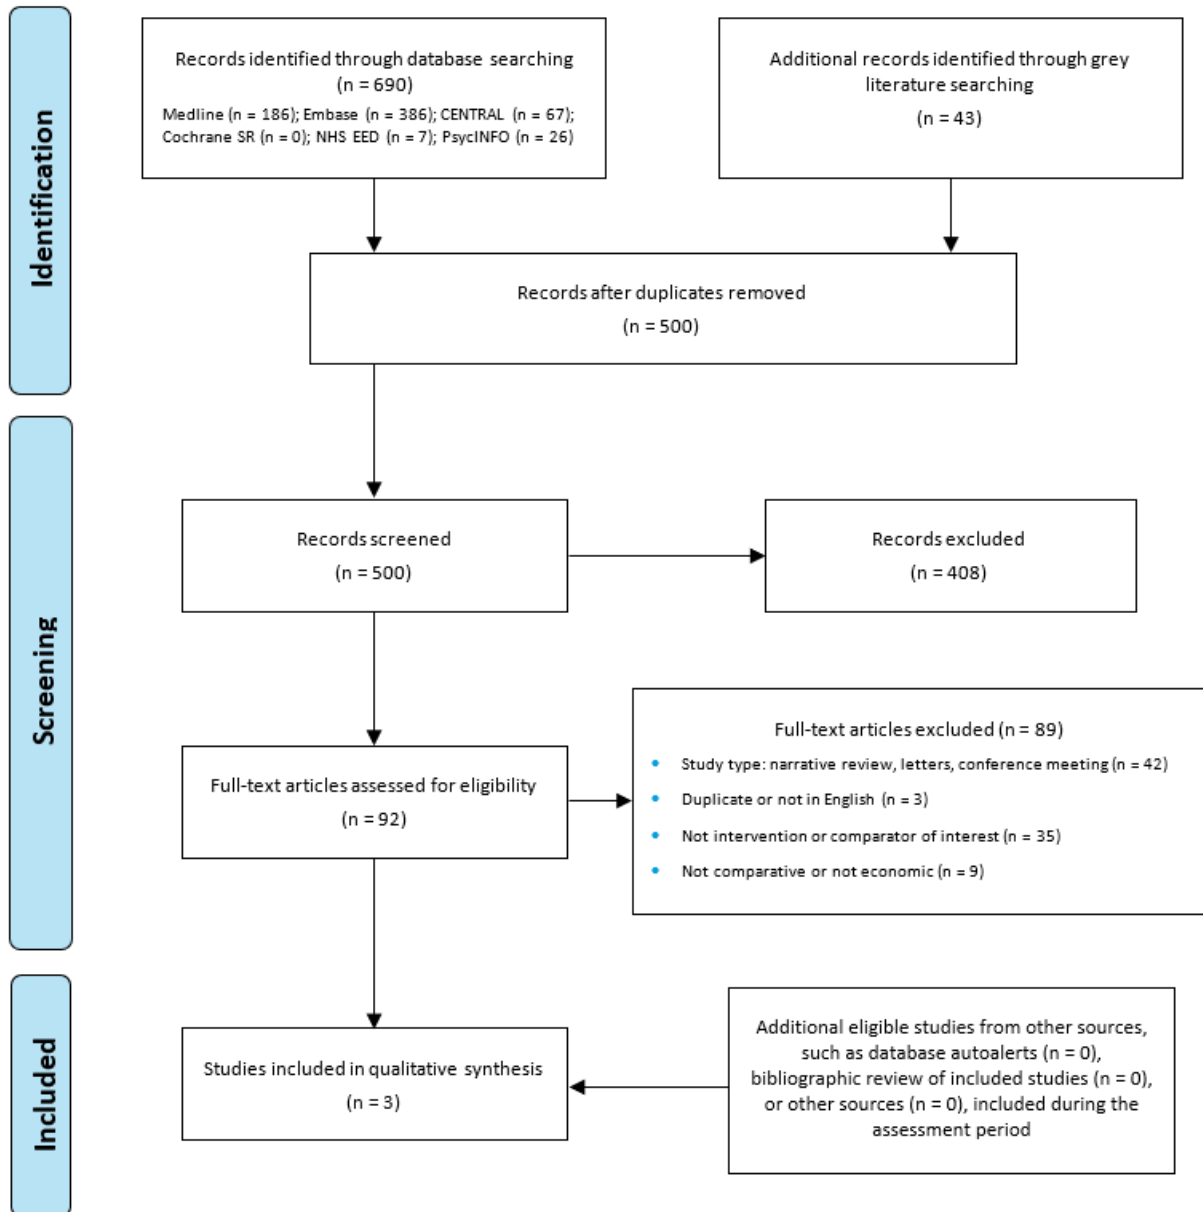 Identification
Records identified through database searching
(n = 690)
Medline (n = 186); Embase (n = 386); CENTRAL (n = 67);
Cochrane SR (n = 0); NHS EED (n = 7); PsycINFO (n = 26)
Additional records identified through grey
literature searching
(n = 43)
Records after duplicates removed
(n = 500)
Screening
Records screened
(n = 500)
Records excluded
(n = 408)
Full-text articles assessed for eligibility
(n = 92)
Full-text articles excluded (n = 89)
• Study type: narrative review, letters, conference meeting (n = 42)
• Duplicate or not in English (n = 3)
• Not intervention or comparator of interest (n = 35)
• Not comparative or not economic (n = 9)
Included
Studies included in qualitative synthesis
(n = 3)
Additional eligible studies from other sources,
such as database autoalerts (n = 0),
bibliographic review of included studies (n = 0),
or other sources (n = 0), included during the
assessment period